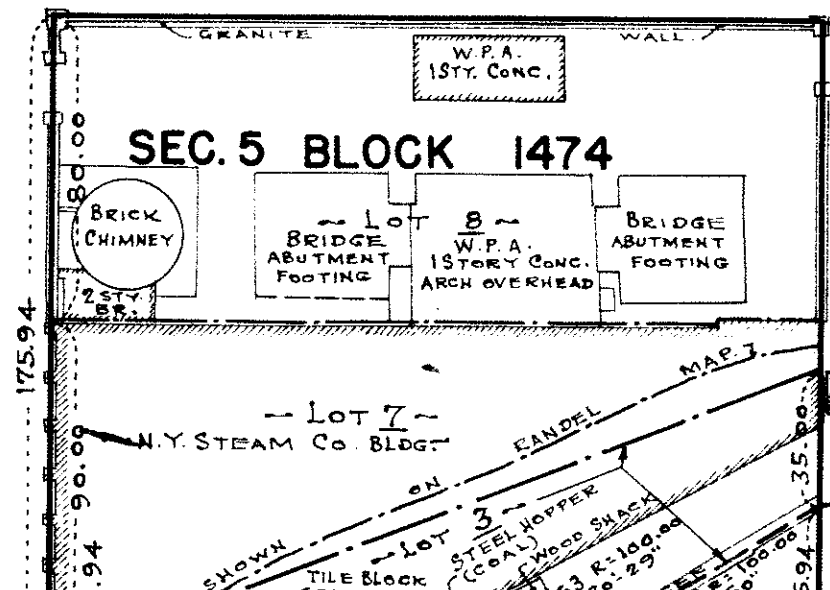 GRANITE WALL
W.P.A.
1STY. CONC.
SEC. 5 BLOCK 1474
80.00
~ LOT 8 ~
BRICK
CHIMNEY
BRIDGE
ABUTMENT
FOOTING
W.P.A.
1STORY CONC.
ARCH OVERHEAD
BRIDGE
ABUTMENT
FOOTING
2 STY.
BR.
175.94
~ LOT 7 ~
N.Y. STEAM CO. BLDG.
90.00
SHOWN ON RANDEL MAP.
35.00
~ LOT 3 ~
STEEL HOPPER
(COAL)
WOOD SHACK
TILE BLOCK
R=100.00